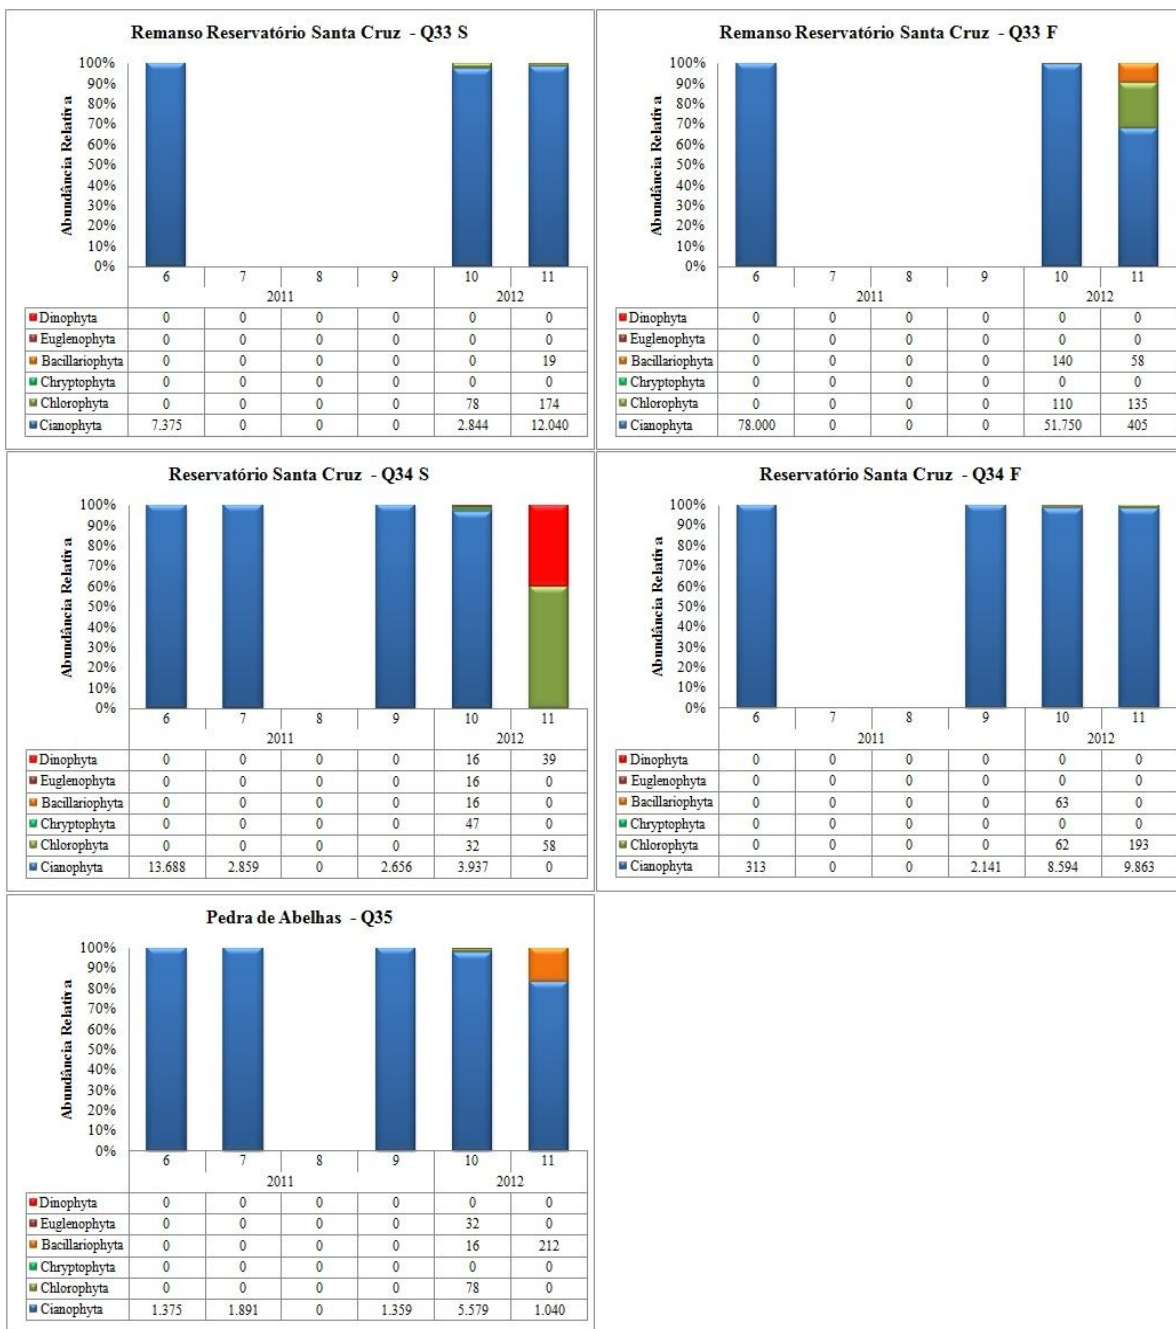 Remanso Reservatório Santa Cruz - Q33 S
Abundância Relativa
100%
90%
80%
70%
60%
50%
40%
30%
20%
10%
0%
6 7 8 9 10 11
2011 2012
Dinophyta 0 0 0 0 0 0
Euglenophyta 0 0 0 0 0 0
Bacillariophyta 0 0 0 0 0 19
Chryptophyta 0 0 0 0 0 0
Chlorophyta 0 0 0 0 78 174
Cianophyta 7.375 0 0 0 2.844 12.040
Remanso Reservatório Santa Cruz - Q33 F
Abundância Relativa
100%
90%
80%
70%
60%
50%
40%
30%
20%
10%
0%
6 7 8 9 10 11
2011 2012
Dinophyta 0 0 0 0 0 0
Euglenophyta 0 0 0 0 0 0
Bacillariophyta 0 0 0 0 140 58
Chryptophyta 0 0 0 0 0 0
Chlorophyta 0 0 0 0 110 135
Cianophyta 78.000 0 0 0 51.750 405
Reservatório Santa Cruz - Q34 S
Abundância Relativa
100%
90%
80%
70%
60%
50%
40%
30%
20%
10%
0%
6 7 8 9 10 11
2011 2012
Dinophyta 0 0 0 0 16 39
Euglenophyta 0 0 0 0 16 0
Bacillariophyta 0 0 0 0 16 0
Chryptophyta 0 0 0 0 47 0
Chlorophyta 0 0 0 0 32 58
Cianophyta 13.688 2.859 0 2.656 3.937 0
Reservatório Santa Cruz - Q34 F
Abundância Relativa
100%
90%
80%
70%
60%
50%
40%
30%
20%
10%
0%
6 7 8 9 10 11
2011 2012
Dinophyta 0 0 0 0 0 0
Euglenophyta 0 0 0 0 0 0
Bacillariophyta 0 0 0 0 63 0
Chryptophyta 0 0 0 0 0 0
Chlorophyta 0 0 0 0 62 193
Cianophyta 313 0 0 2.141 8.594 9.863
Pedra de Abelhas - Q35
Abundância Relativa
100%
90%
80%
70%
60%
50%
40%
30%
20%
10%
0%
6 7 8 9 10 11
2011 2012
Dinophyta 0 0 0 0 0 0
Euglenophyta 0 0 0 0 32 0
Bacillariophyta 0 0 0 0 16 212
Chryptophyta 0 0 0 0 0 0
Chlorophyta 0 0 0 0 78 0
Cianophyta 1.375 1.891 0 1.359 5.579 1.040